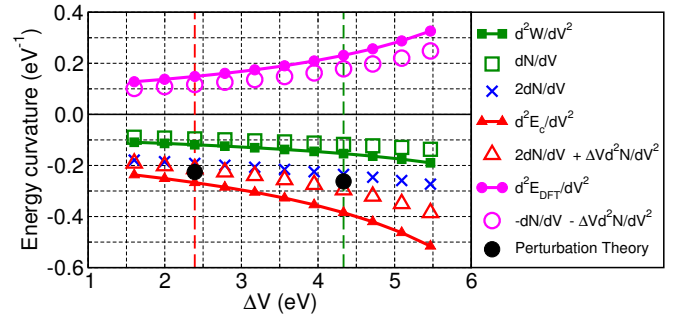 Energy curvature (eV⁻¹)
0.4
0.2
0.0
-0.2
-0.4
-0.6
1
2
3
4
5
6
ΔV (eV)
d²W/dV²
dN/dV
2dN/dV
d²E_c/dV²
2dN/dV + ΔVd²N/dV²
d²E_DFT/dV²
-dN/dV - ΔVd²N/dV²
Perturbation Theory